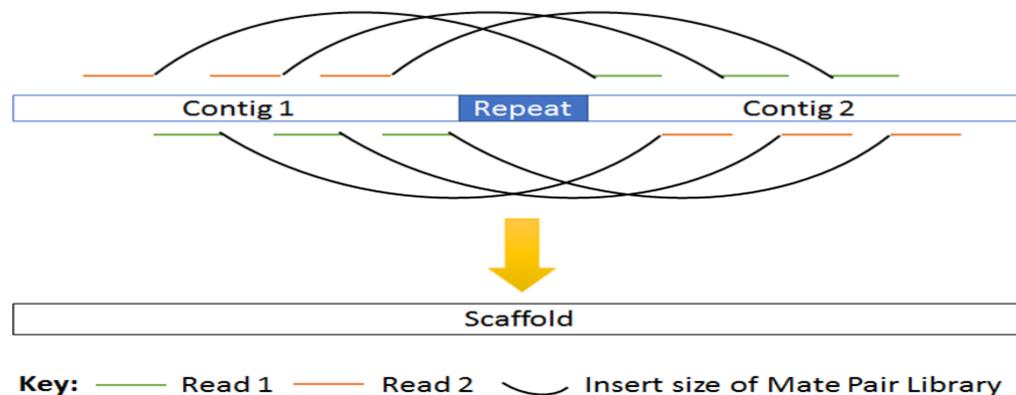 Contig 1 Repeat Contig 2
Scaffold
Key: Read 1 Read 2 Insert size of Mate Pair Library